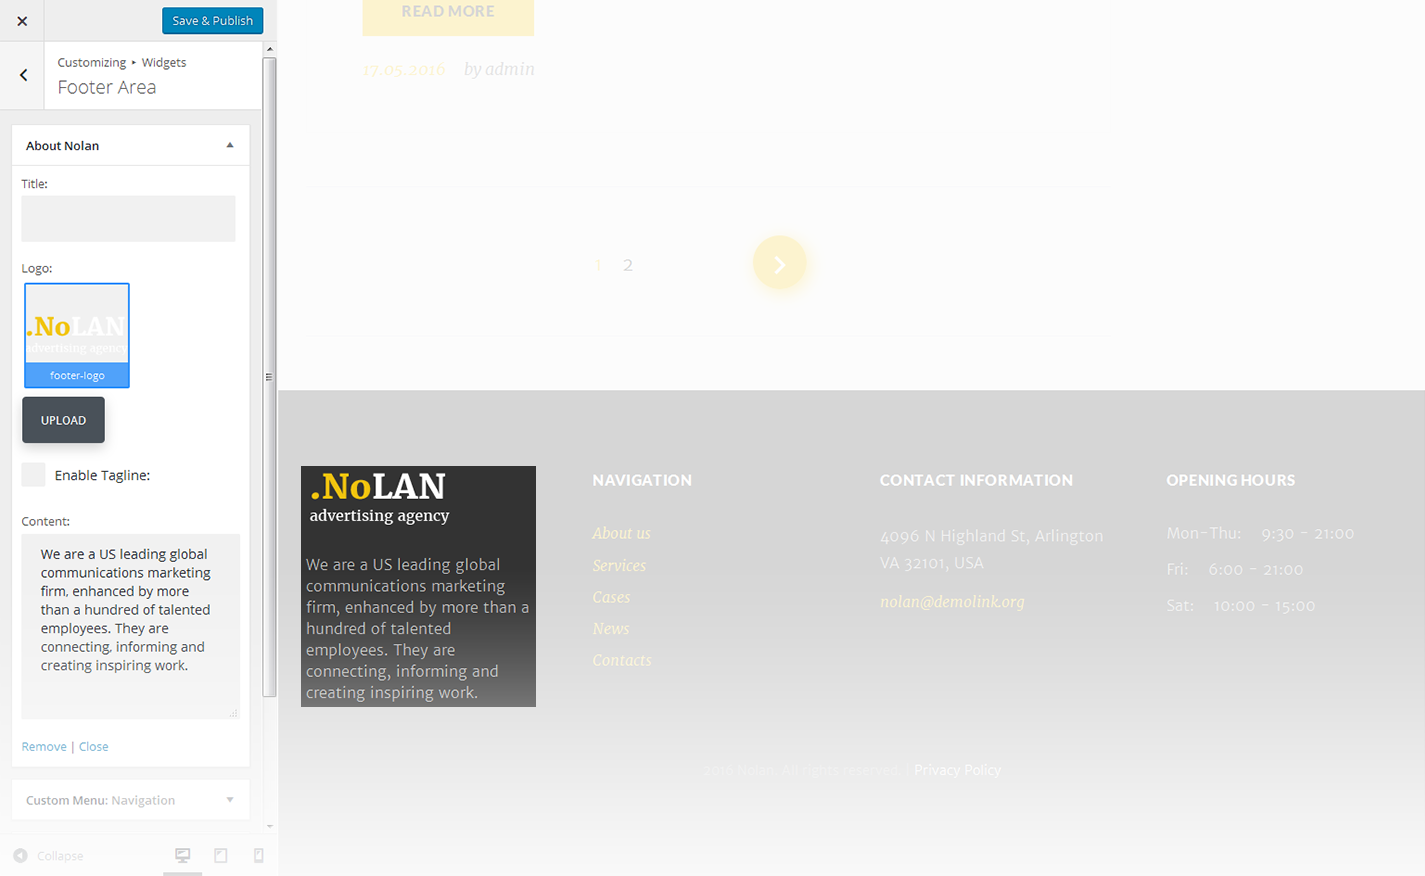 Save & Publish
Customizing ▸ Widgets
Footer Area
About Nolan
Title:
Logo:
.NoLAN
advertising agency
footer-logo
UPLOAD
Enable Tagline:
Content:
We are a US leading global
communications marketing
firm, enhanced by more
than a hundred of talented
employees. They are
connecting, informing and
creating inspiring work.
Remove | Close
Custom Menu: Navigation
Collapse
READ MORE
17.05.2016 by admin
1 2
.NoLAN
advertising agency
We are a US leading global
communications marketing
firm, enhanced by more than a
hundred of talented
employees. They are
connecting, informing and
creating inspiring work.
NAVIGATION
About us
Services
Cases
News
Contacts
CONTACT INFORMATION
4096 N Highland St, Arlington
VA 32101, USA
nolan@demolink.org
OPENING HOURS
Mon-Thu: 9:30 - 21:00
Fri: 6:00 - 21:00
Sat: 10:00 - 15:00
2016 Nolan. All rights reserved. | Privacy Policy